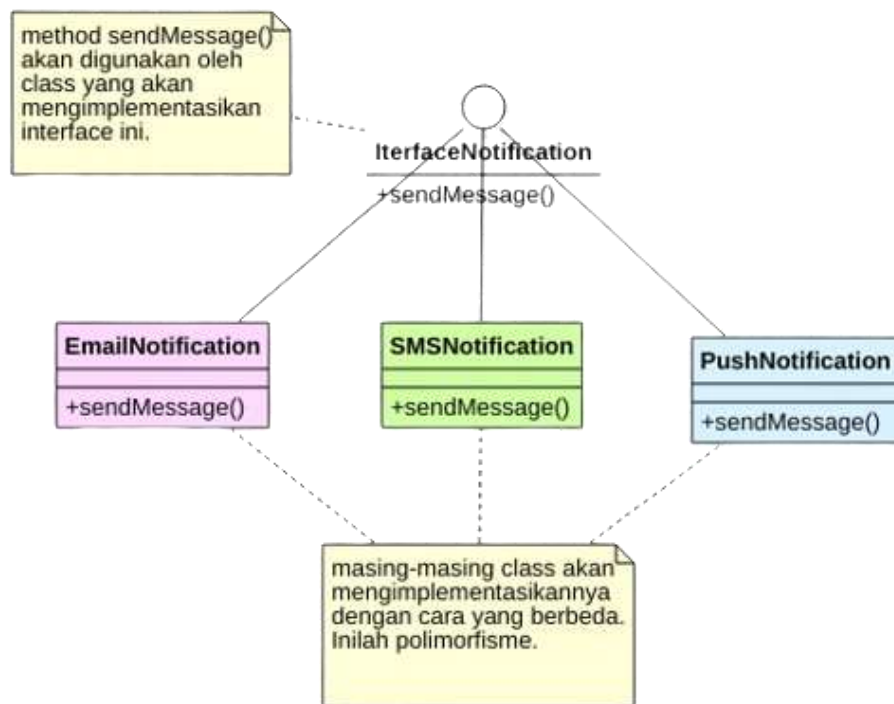 method sendMessage()
akan digunakan oleh
class yang akan
mengimplementasikan
interface ini.
IterfaceNotification
+sendMessage()
EmailNotification
+sendMessage()
SMSNotification
+sendMessage()
PushNotification
+sendMessage()
masing-masing class akan
mengimplementasikannya
dengan cara yang berbeda.
Inilah polimorfisme.